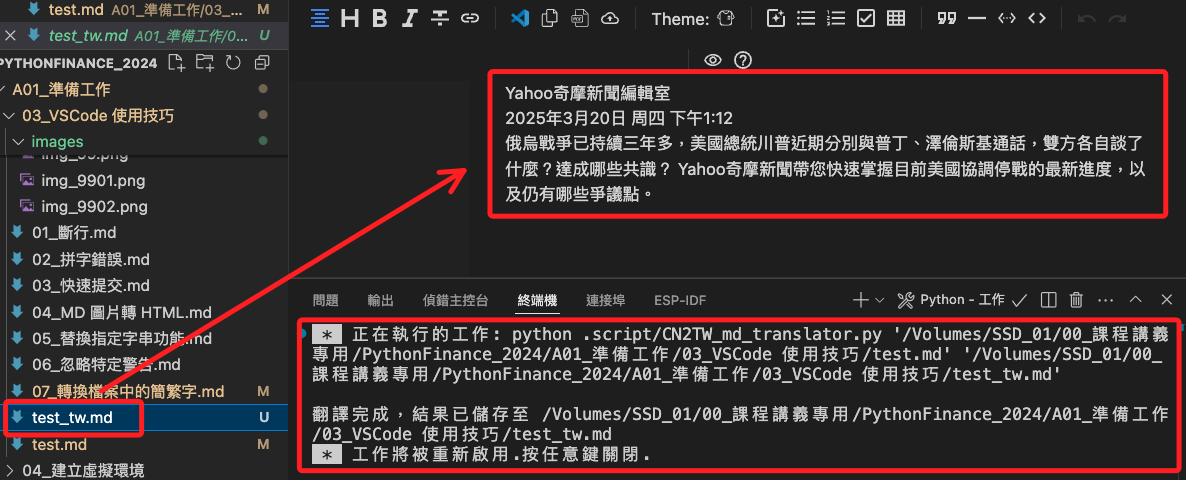 test.md A01_準備工作/03_... M
test_tw.md A01_準備工作/0... U
PYTHONFINANCE_2024
A01_準備工作
03_VSCode 使用技巧
images
img_99.png
img_9901.png
img_9902.png
01_斷行.md
02_拼字錯誤.md
03_快速提交.md
04_MD 圖片轉 HTML.md
05_替換指定字串功能.md
06_忽略特定警告.md
07_轉換檔案中的簡繁字.md M
test_tw.md U
test.md M
04_建立虛擬環境
Theme:
Yahoo奇摩新聞編輯室
2025年3月20日 周四 下午1:12
俄烏戰爭已持續三年多，美國總統川普近期分別與普丁、澤倫斯基通話，雙方各自談了
什麼？達成哪些共識？ Yahoo奇摩新聞帶您快速掌握目前美國協調停戰的最新進度，以
及仍有哪些爭議點。
問題 輸出 偵錯主控台 終端機 連接埠 ESP-IDF
Python - 工作
* 正在執行的工作: python .script/CN2TW_md_translator.py '/Volumes/SSD_01/00_課程講義
專用/PythonFinance_2024/A01_準備工作/03_VSCode 使用技巧/test.md' '/Volumes/SSD_01/00_
課程講義專用/PythonFinance_2024/A01_準備工作/03_VSCode 使用技巧/test_tw.md'
翻譯完成，結果已儲存至 /Volumes/SSD_01/00_課程講義專用/PythonFinance_2024/A01_準備工作
/03_VSCode 使用技巧/test_tw.md
* 工作將被重新啟用.按任意鍵關閉.